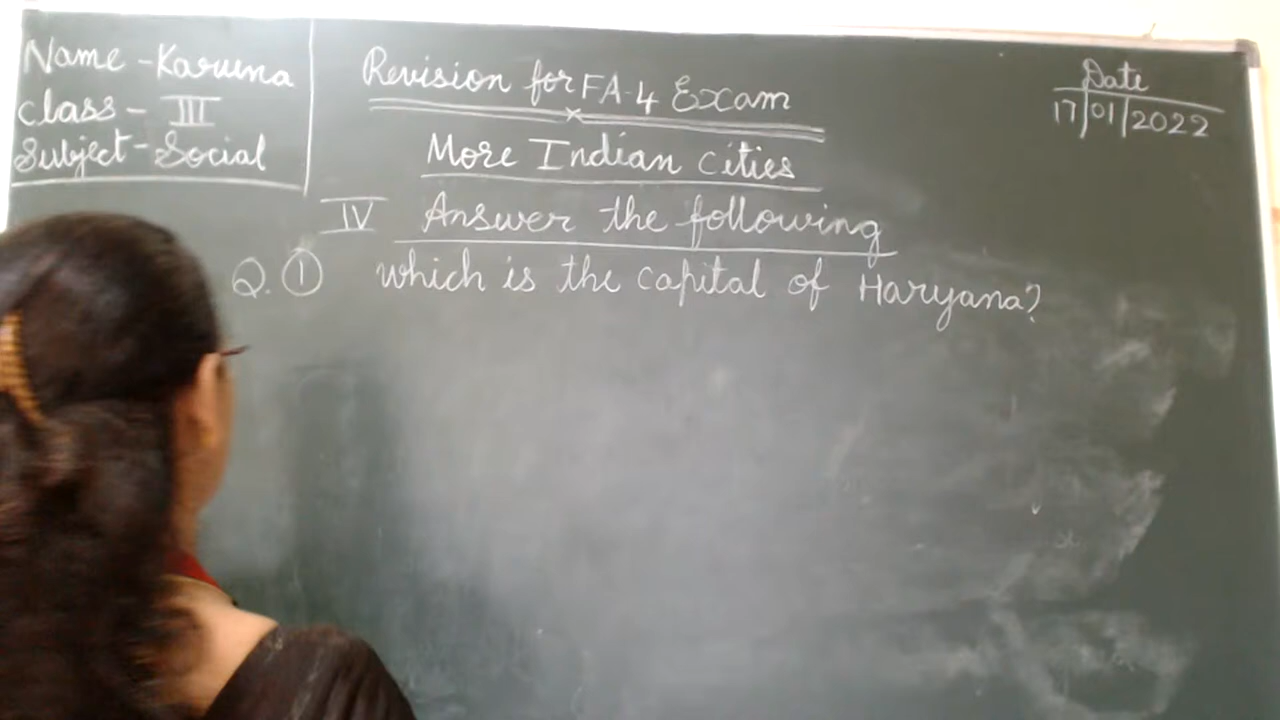 Name - Karuna
Class - III
Subject - Social
Revision for FA-4 Exam
More Indian Cities
Date
17/01/2022
IV Answer the following
Q. 1 which is the capital of Haryana?